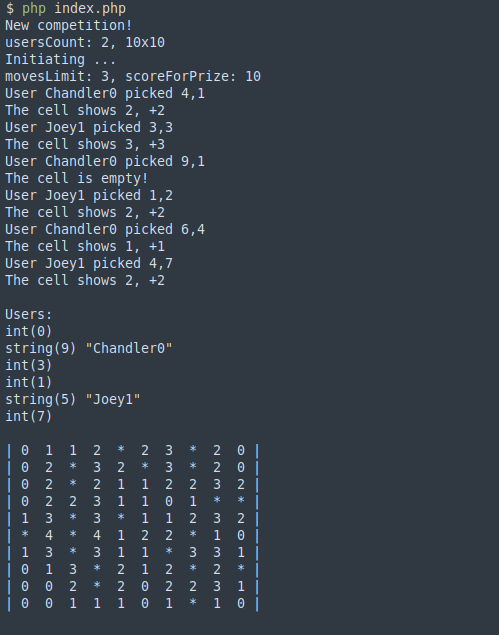 $ php index.php
New competition!
usersCount: 2, 10x10
Initiating ...
movesLimit: 3, scoreForPrize: 10
User Chandler0 picked 4,1
The cell shows 2, +2
User Joey1 picked 3,3
The cell shows 3, +3
User Chandler0 picked 9,1
The cell is empty!
User Joey1 picked 1,2
The cell shows 2, +2
User Chandler0 picked 6,4
The cell shows 1, +1
User Joey1 picked 4,7
The cell shows 2, +2

Users:
int(0)
string(9) "Chandler0"
int(3)
int(1)
string(5) "Joey1"
int(7)

| 0 1 1 2 * 2 3 * 2 0 |
| 0 2 * 3 2 * 3 * 2 0 |
| 0 2 * 2 1 1 2 2 3 2 |
| 0 2 2 3 1 1 0 1 * * |
| 1 3 * 3 * 1 1 2 3 2 |
| * 4 * 4 1 2 2 * 1 0 |
| 1 3 * 3 1 1 * 3 3 1 |
| 0 1 3 * 2 1 2 * 2 * |
| 0 0 2 * 2 0 2 2 3 1 |
| 0 0 1 1 1 0 1 * 1 0 |